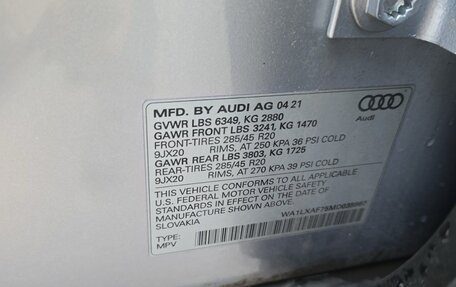 MFD. BY AUDI AG 04 21
GVWR LBS 6349, KG 2880
GAWR FRONT LBS 3241, KG 1470
FRONT-TIRES 285/45 R20
9JX20 RIMS, AT 250 KPA 36 PSI COLD
GAWR REAR LBS 3803, KG 1725
REAR-TIRES 285/45 R20
9JX20 RIMS, AT 270 KPA 39 PSI COLD
Audi
THIS VEHICLE CONFORMS TO ALL APPLICABLE
U.S. FEDERAL MOTOR VEHICLE SAFETY
STANDARDS IN EFFECT ON THE DATE OF
SLOVAKIA
TYPE:
MPV